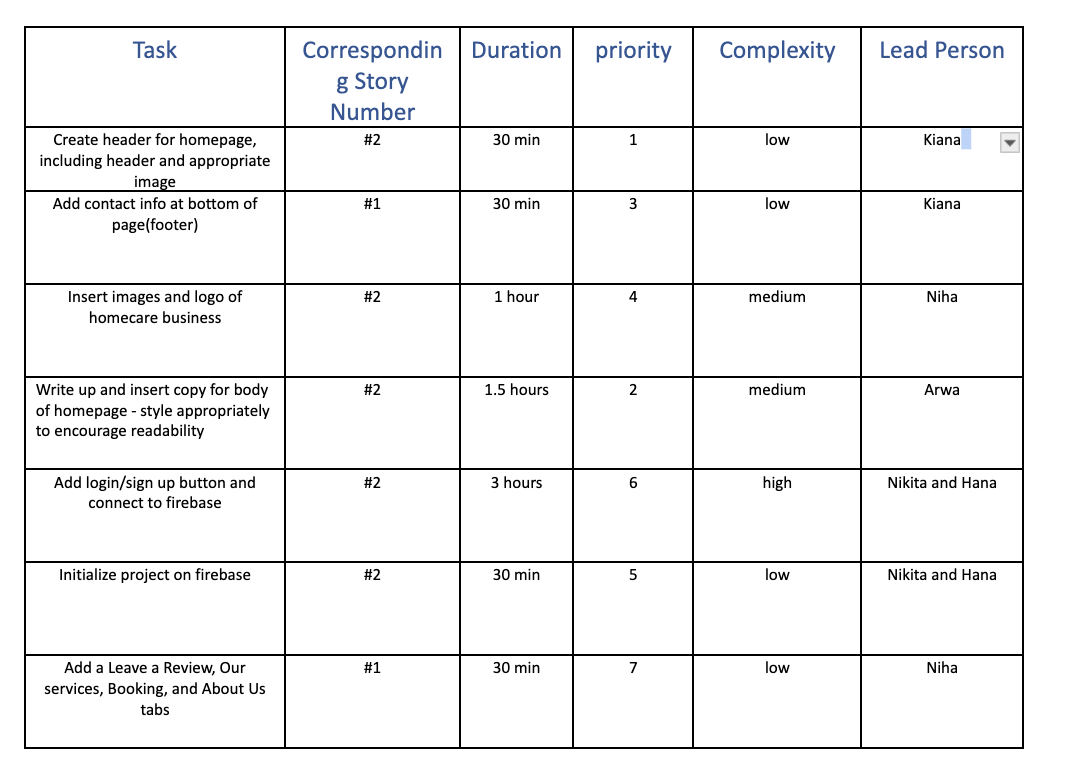 Task
Correspondin
g Story
Number
Duration
priority
Complexity
Lead Person
Create header for homepage,
including header and appropriate
image
#2
30 min
1
low
Kiana
Add contact info at bottom of
page(footer)
#1
30 min
3
low
Kiana
Insert images and logo of
homecare business
#2
1 hour
4
medium
Niha
Write up and insert copy for body
of homepage - style appropriately
to encourage readability
#2
1.5 hours
2
medium
Arwa
Add login/sign up button and
connect to firebase
#2
3 hours
6
high
Nikita and Hana
Initialize project on firebase
#2
30 min
5
low
Nikita and Hana
Add a Leave a Review, Our
services, Booking, and About Us
tabs
#1
30 min
7
low
Niha